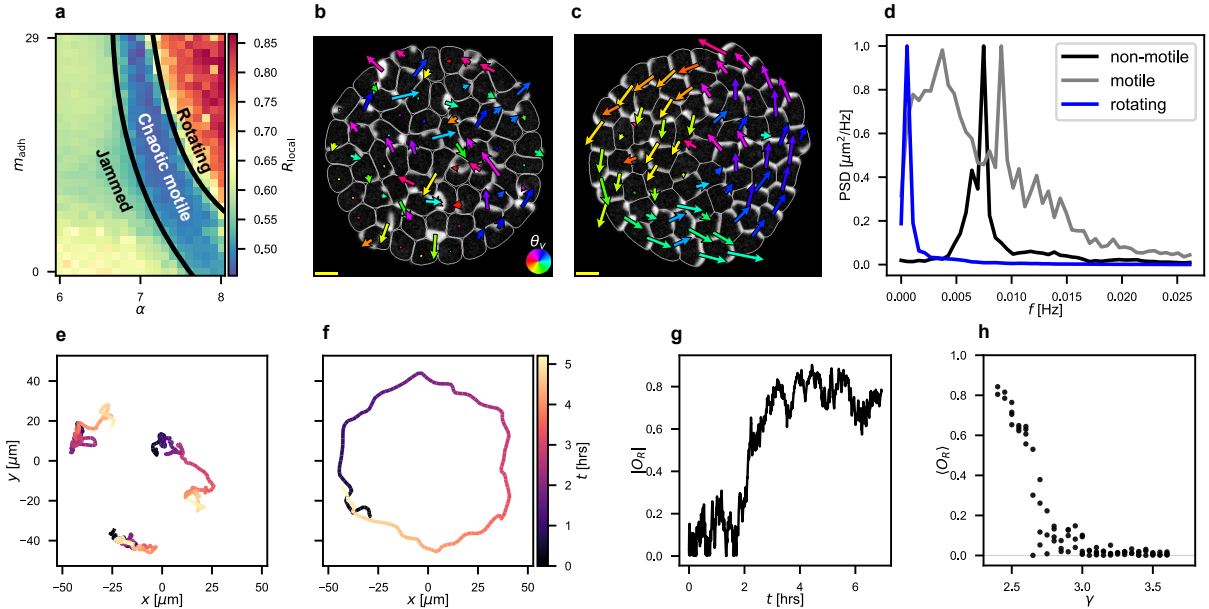 a
29
m_adh
0
6
7
8
α
Jammed
Chaotic motile
Rotating
0.85
0.80
0.75
0.70
0.65
0.60
0.55
0.50
R_local
b
θ_v
c
d
1.0
0.8
0.6
0.4
0.2
0.0
PSD [μm²/Hz]
non-motile
motile
rotating
0.000
0.005
0.010
0.015
0.020
0.025
f [Hz]
e
40
20
0
−20
−40
y [μm]
−50
−25
0
25
50
x [μm]
f
−50
−25
0
25
50
x [μm]
5
4
3
2
1
0
t [hrs]
g
0.8
0.6
0.4
0.2
0.0
|O_R|
0
2
4
6
t [hrs]
h
1.0
0.8
0.6
0.4
0.2
0.0
⟨O_R⟩
2.5
3.0
3.5
γ